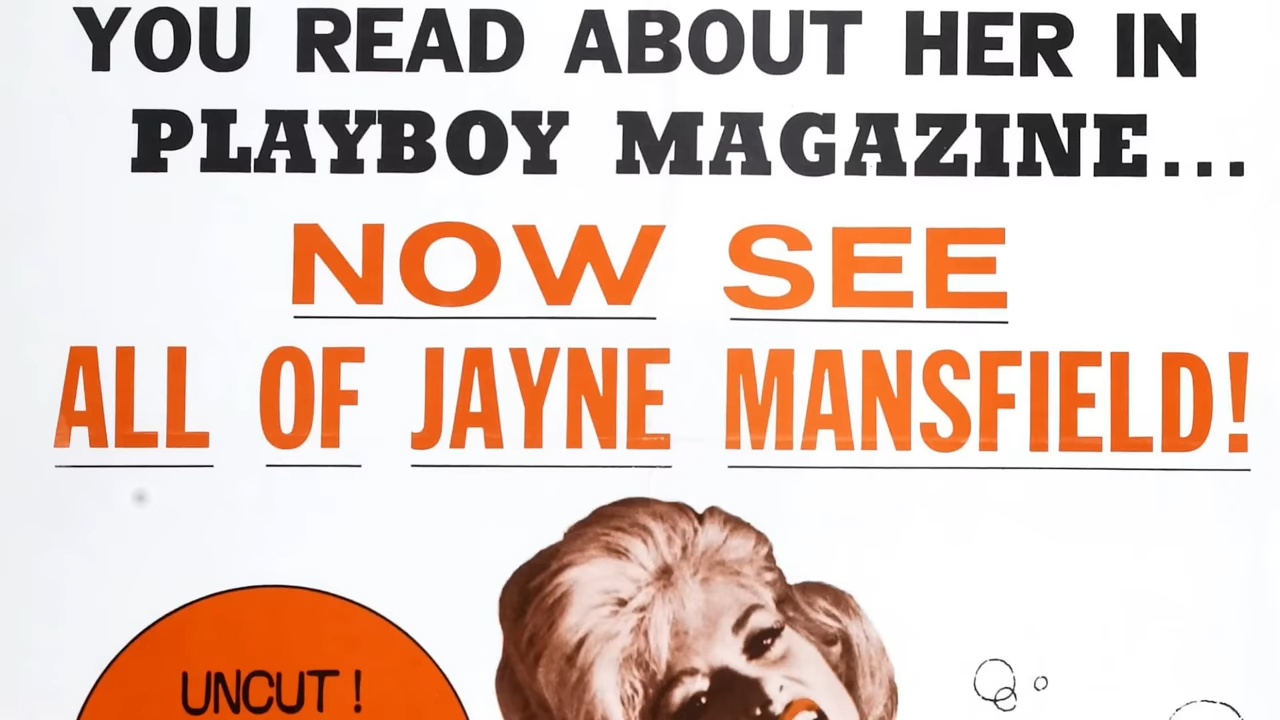 YOU READ ABOUT HER IN
PLAYBOY MAGAZINE...
NOW SEE
ALL OF JAYNE MANSFIELD!
UNCUT!